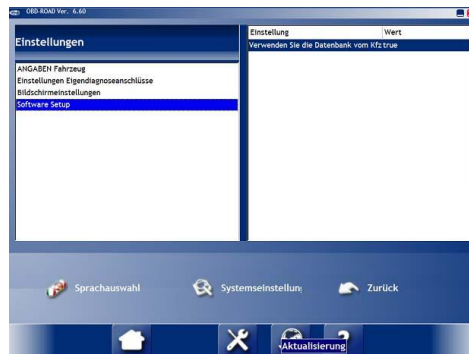 OBD-ROAD Ver. 6.60
Einstellungen
ANGABEN Fahrzeug
Einstellungen Eigendiagnoseanschlüsse
Bildschirmeinstellungen
Software Setup
Einstellung Wert
Verwenden Sie die Datenbank vom Kfz true
Sprachauswahl
Systemseinstellun
Zurück
?
Aktualisierung